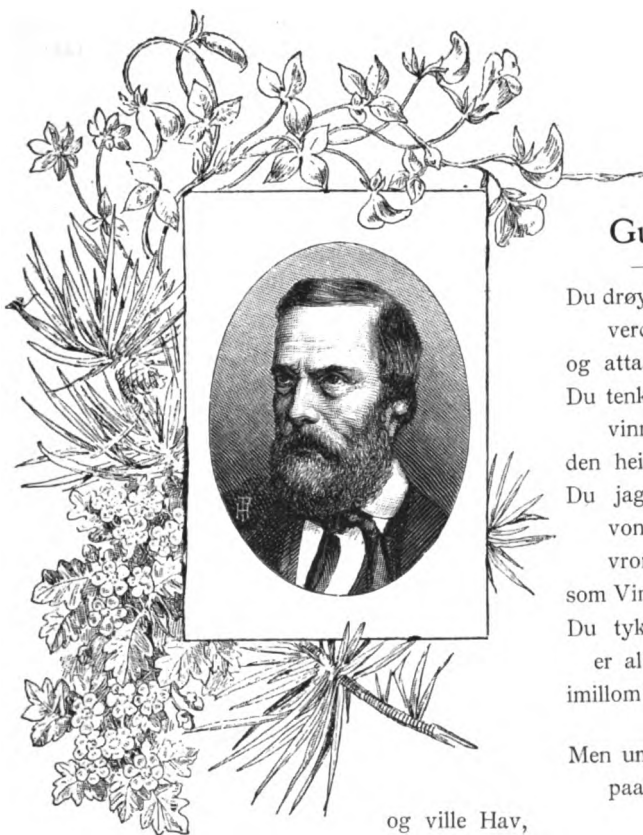 Gu
Du drøy
verd
og atta
Du tenk
vinn
den hei
Du jag
von
vron
som Vin
Du tyk
er al
imillom
Men un
paa
og ville Hav,